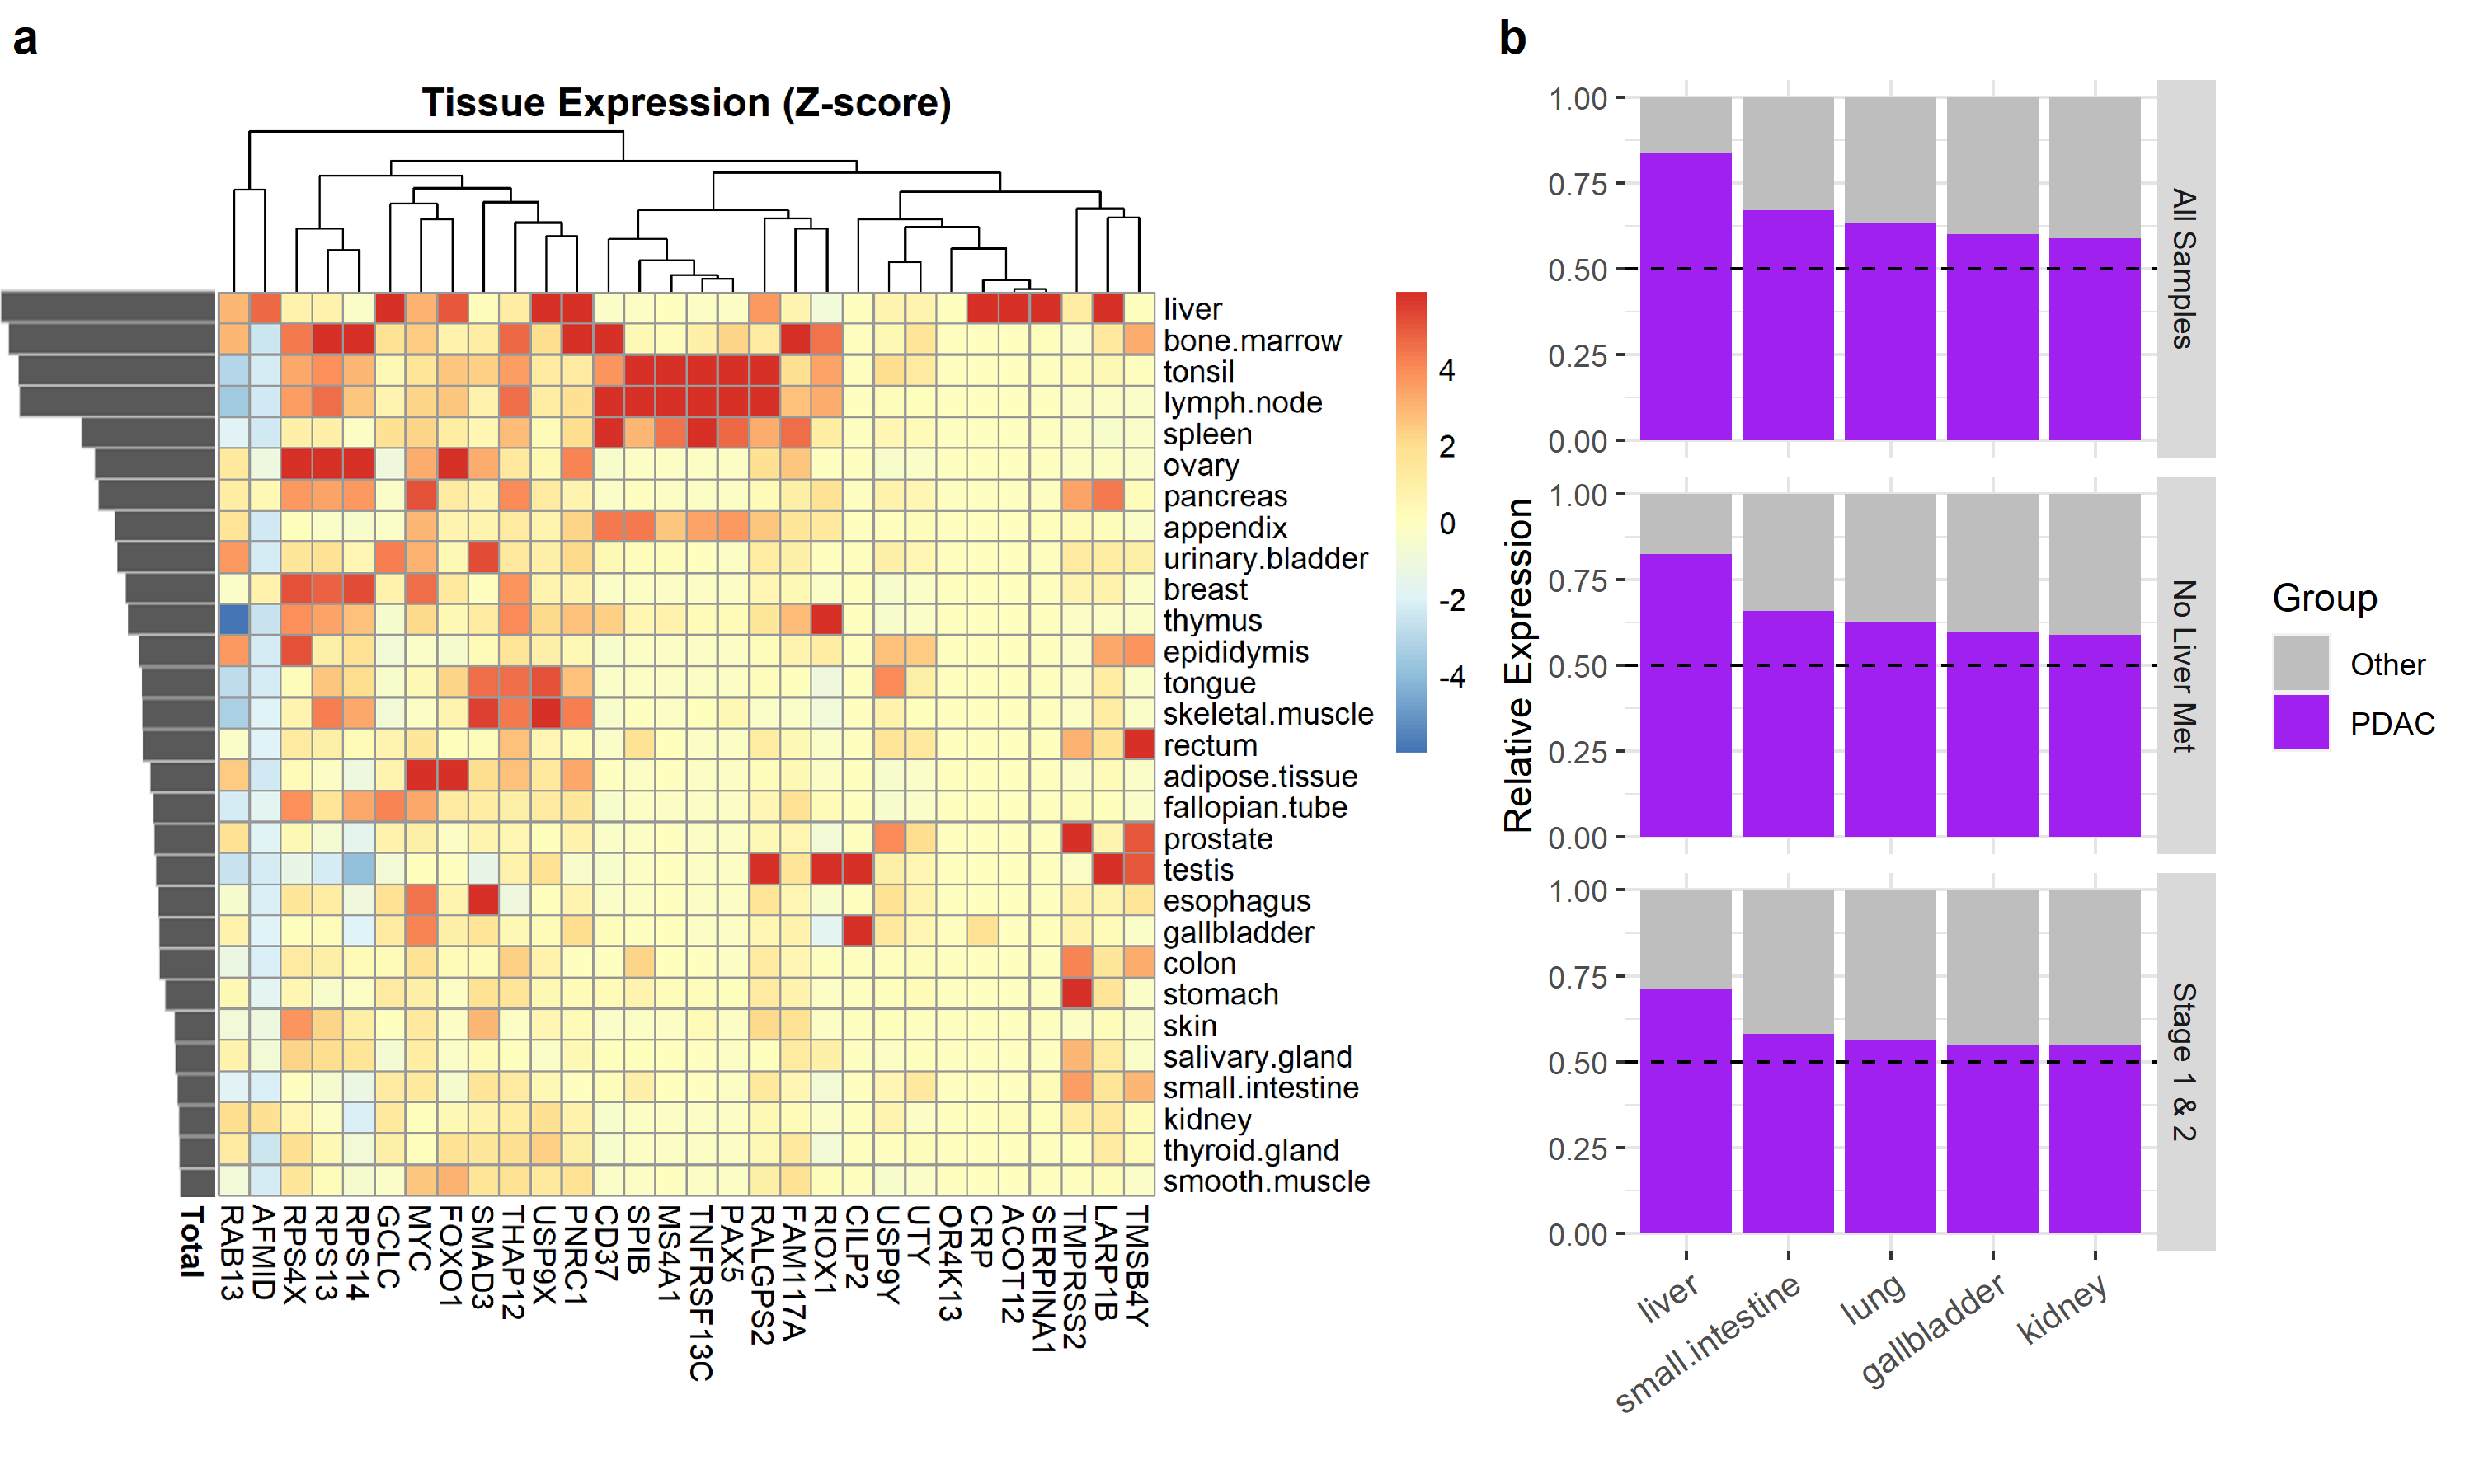 a
Tissue Expression (Z-score)
liver
bone.marrow
tonsil
lymph.node
spleen
ovary
pancreas
appendix
urinary.bladder
breast
thymus
epididymis
tongue
skeletal.muscle
rectum
adipose.tissue
fallopian.tube
prostate
testis
esophagus
gallbladder
colon
stomach
skin
salivary.gland
small.intestine
kidney
thyroid.gland
smooth.muscle
4
2
0
-2
-4
Total
RAB13
AFMID
RPS4X
RPS13
RPS14
GCLC
MYC
FOXO1
SMAD3
THAP12
USP9X
PNRC1
CD37
SPIB
MS4A1
TNFRSF13C
PAX5
RALGPS2
FAM117A
RIOX1
CILP2
USP9Y
UTY
OR4K13
CRP
ACOT12
SERPINA1
TMPRSS2
LARP1B
TMSB4Y
b
Relative Expression
1.00
0.75
0.50
0.25
0.00
All Samples
1.00
0.75
0.50
0.25
0.00
No Liver Met
1.00
0.75
0.50
0.25
0.00
Stage 1 & 2
liver
small.intestine
lung
gallbladder
kidney
Group
Other
PDAC